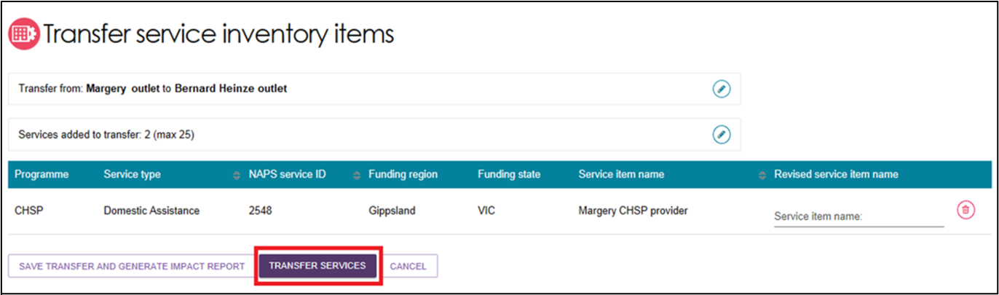 Transfer service inventory items
Transfer from: Margery outlet to Bernard Heinze outlet
Services added to transfer: 2 (max 25)
Programme Service type NAPS service ID Funding region Funding state Service item name Revised service item name
CHSP Domestic Assistance 2548 Gippsland VIC Margery CHSP provider Service item name:
SAVE TRANSFER AND GENERATE IMPACT REPORT TRANSFER SERVICES CANCEL